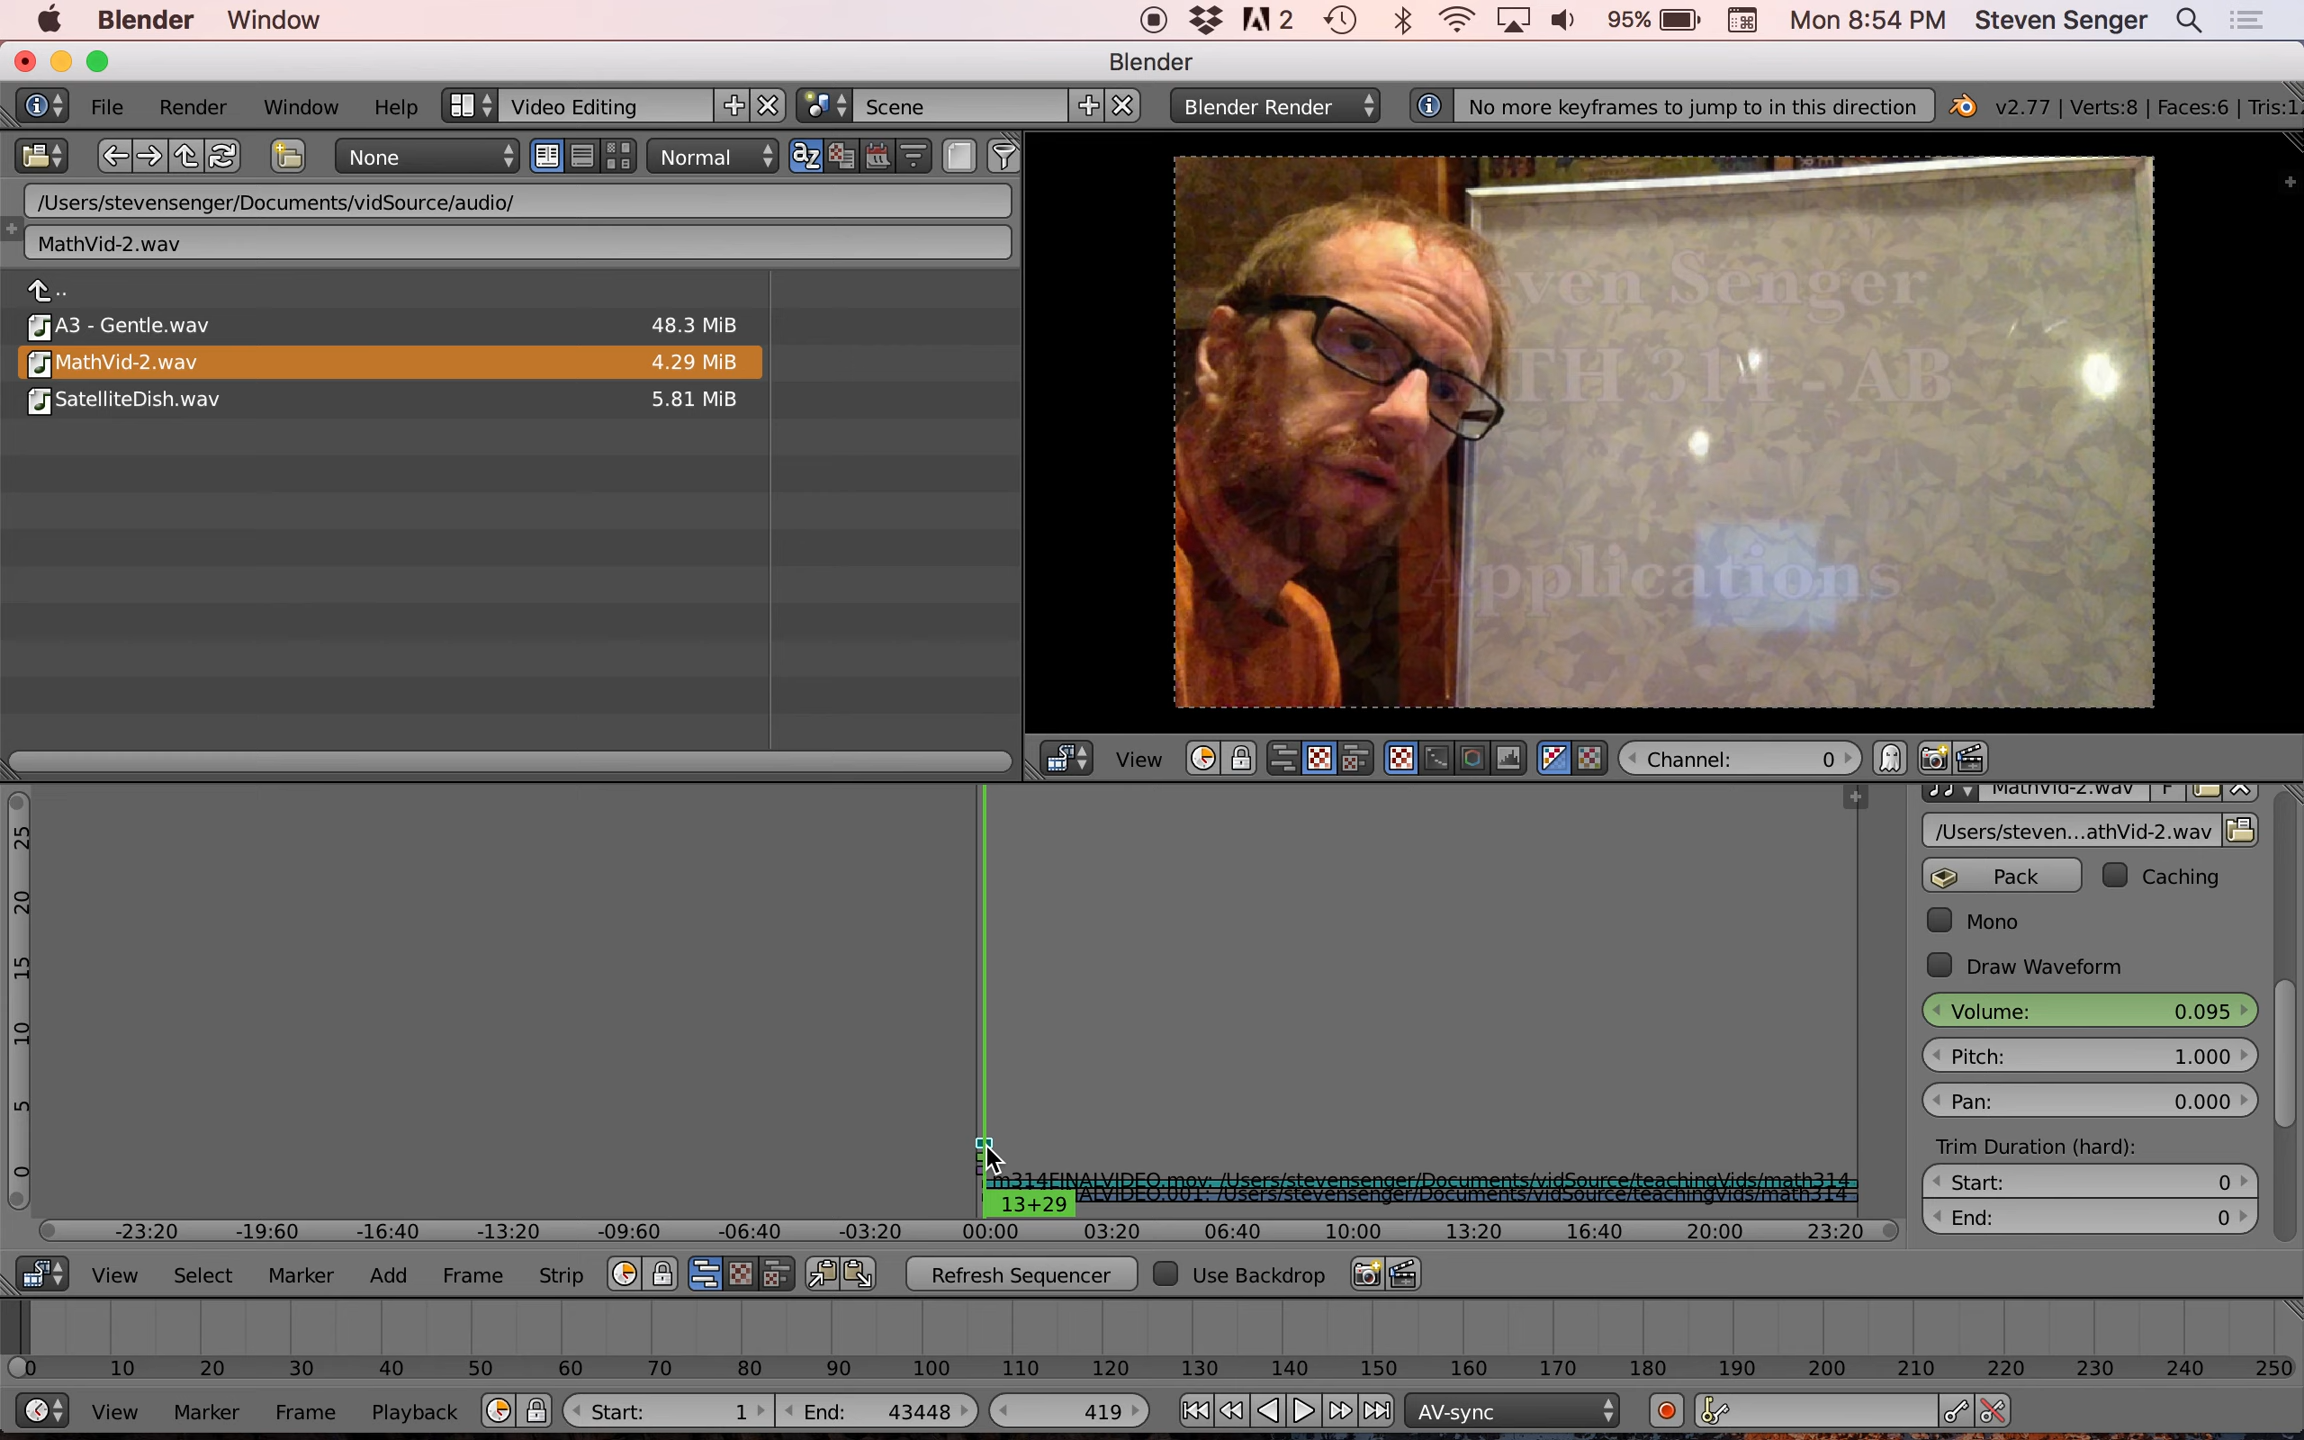 Blender Window 2 95% Mon 8:54 PM Steven Senger
Blender
File Render Window Help Video Editing Scene Blender Render No more keyframes to jump to in this direction v2.77 | Verts:8 | Faces:6 |
None Normal
/Users/stevensenger/Documents/vidSource/audio/
MathVid-2.wav
..
A3 - Gentle.wav 48.3 MiB
MathVid-2.wav 4.29 MiB
SatelliteDish.wav 5.81 MiB
Senger
314 - AB
Applications
View Channel: 0
MathVid-2.wav F
/Users/steven...athVid-2.wav
Pack Caching
Mono
Draw Waveform
Volume: 0.095
Pitch: 1.000
Pan: 0.000
Trim Duration (hard):
Start: 0
End: 0
25
20
15
10
5
0
m314FINALVIDEO.mov: /Users/stevensenger/Documents/vidSource/teachingVids/math314
ALVIDEO.001: /Users/stevensenger/Documents/vidSource/teachingVids/math314
13+29
-23:20 -19:60 -16:40 -13:20 -09:60 -06:40 -03:20 00:00 03:20 06:40 10:00 13:20 16:40 20:00 23:20
View Select Marker Add Frame Strip Refresh Sequencer Use Backdrop
0 10 20 30 40 50 60 70 80 90 100 110 120 130 140 150 160 170 180 190 200 210 220 230 240 250
View Marker Frame Playback Start: 1 End: 43448 419 AV-sync